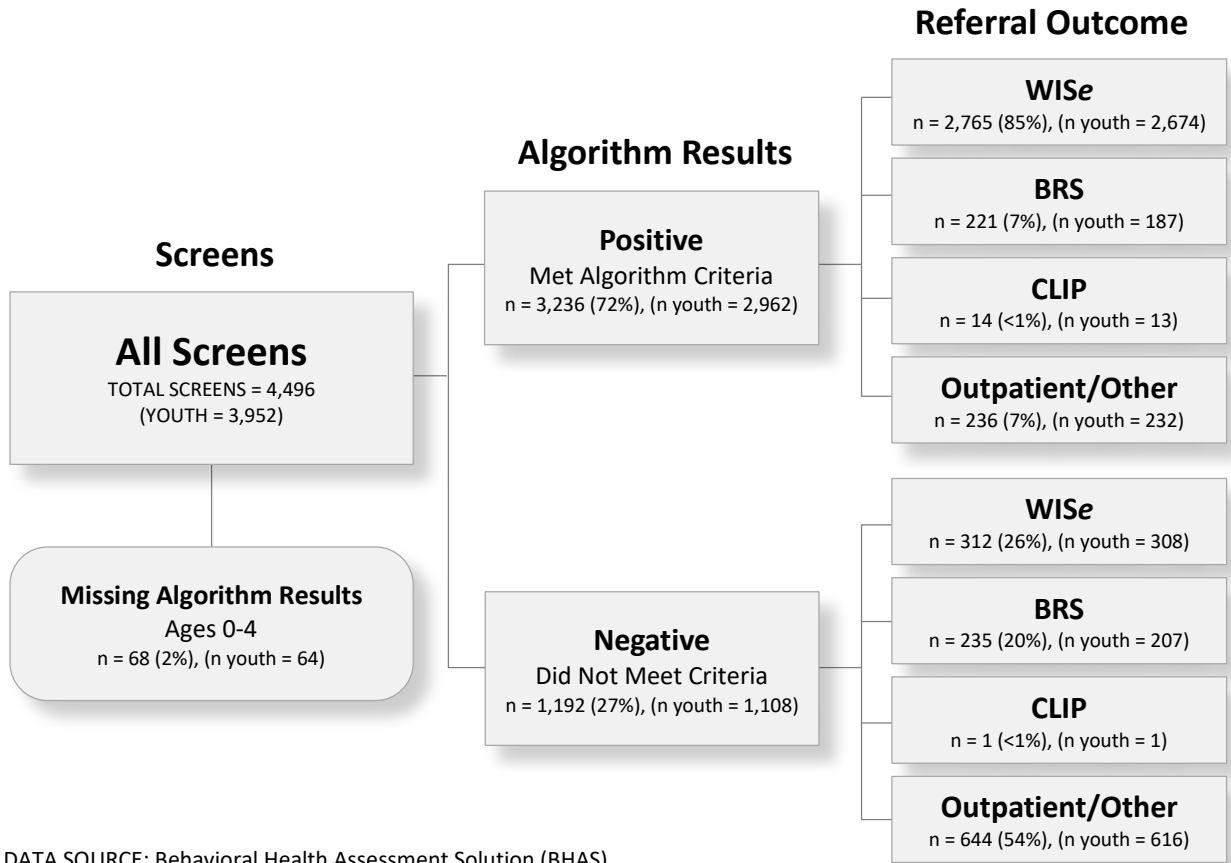 Screens
All Screens
TOTAL SCREENS = 4,496
(YOUTH = 3,952)
Missing Algorithm Results
Ages 0-4
n = 68 (2%), (n youth = 64)
Algorithm Results
Positive
Met Algorithm Criteria
n = 3,236 (72%), (n youth = 2,962)
Negative
Did Not Meet Criteria
n = 1,192 (27%), (n youth = 1,108)
Referral Outcome
WISe
n = 2,765 (85%), (n youth = 2,674)
BRS
n = 221 (7%), (n youth = 187)
CLIP
n = 14 (<1%), (n youth = 13)
Outpatient/Other
n = 236 (7%), (n youth = 232)
WISe
n = 312 (26%), (n youth = 308)
BRS
n = 235 (20%), (n youth = 207)
CLIP
n = 1 (<1%), (n youth = 1)
Outpatient/Other
n = 644 (54%), (n youth = 616)
DATA SOURCE: Behavioral Health Assessment Solution (BHAS)